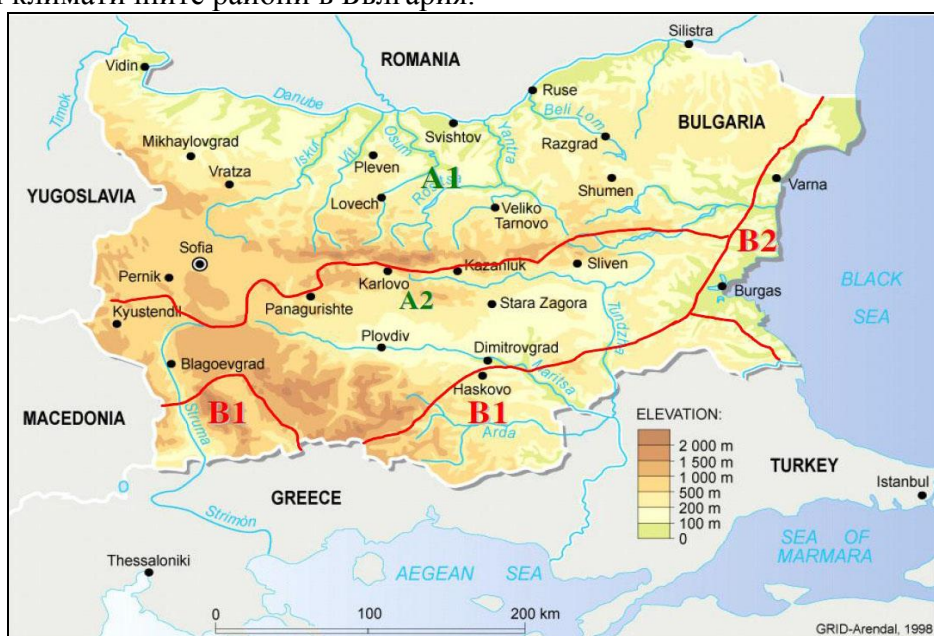 климатичните райони в България.
Silistra
ROMANIA
Vidin
Ruse
Timok
Danube
Beli Lom
Svishtov
BULGARIA
Yantra
Mikhaylovgrad
Iskur
Vit
Osum
Razgrad
Pleven
Vratza
A1
Shumen
Varna
YUGOSLAVIA
Lovech
Veliko
Tarnovo
Sofia
B2
Pernik
Kazanluk
Sliven
Karlovo
BLACK
SEA
Burgas
Panagurishte
A2
Stara Zagora
Kyustendil
Tundzha
Plovdiv
Dimitrovgrad
Blagoevgrad
Maritsa
Haskovo
MACEDONIA
B1
B1
Struma
Arda
ELEVATION:
2 000 m
1 500 m
1 000 m
500 m
200 m
100 m
0
TURKEY
Istanbul
GREECE
Strimón
SEA OF
MARMARA
Thessaloniki
AEGEAN SEA
0 100 200 km
GRID-Arendal, 1998